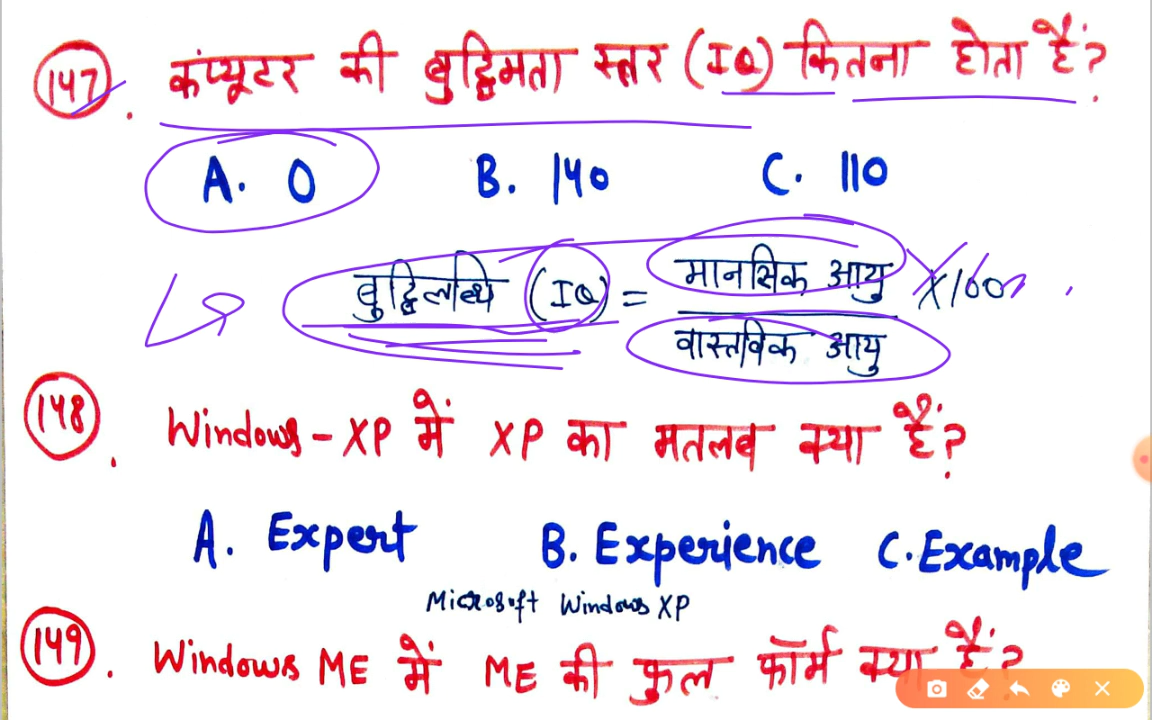 147. कंप्यूटर की बुद्धिमता स्तर (IQ) कितना होता है?
A. 0 B. 140 C. 110
बुद्धिलब्धि (IQ) = मानसिक आयु X100
वास्तविक आयु
148. Windows-XP में XP का मतलब क्या है?
A. Expert B. Experience C. Example
Microsoft Windows XP
149. Windows ME में ME की फुल फॉर्म क्या है?